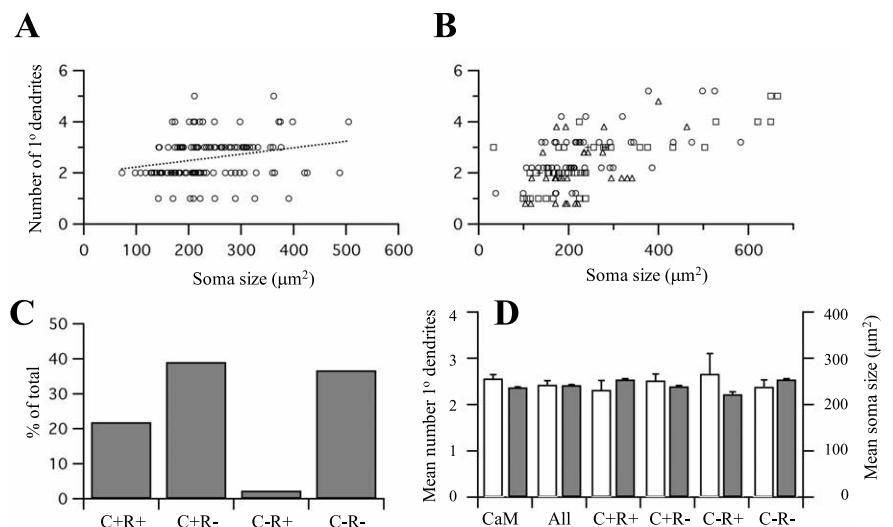 A
B
6
4
2
0
Number of 1° dendrites
0 100 200 300 400 500 600
Soma size (μm²)
6
4
2
0
0 200 400 600
Soma size (μm²)
C
D
50
40
30
20
10
0
% of total
C+R+ C+R- C-R+ C-R-
4
3
2
1
0
Mean number 1° dendrites
400
300
200
100
0
Mean soma size (μm²)
CaM All C+R+ C+R- C-R+ C-R-